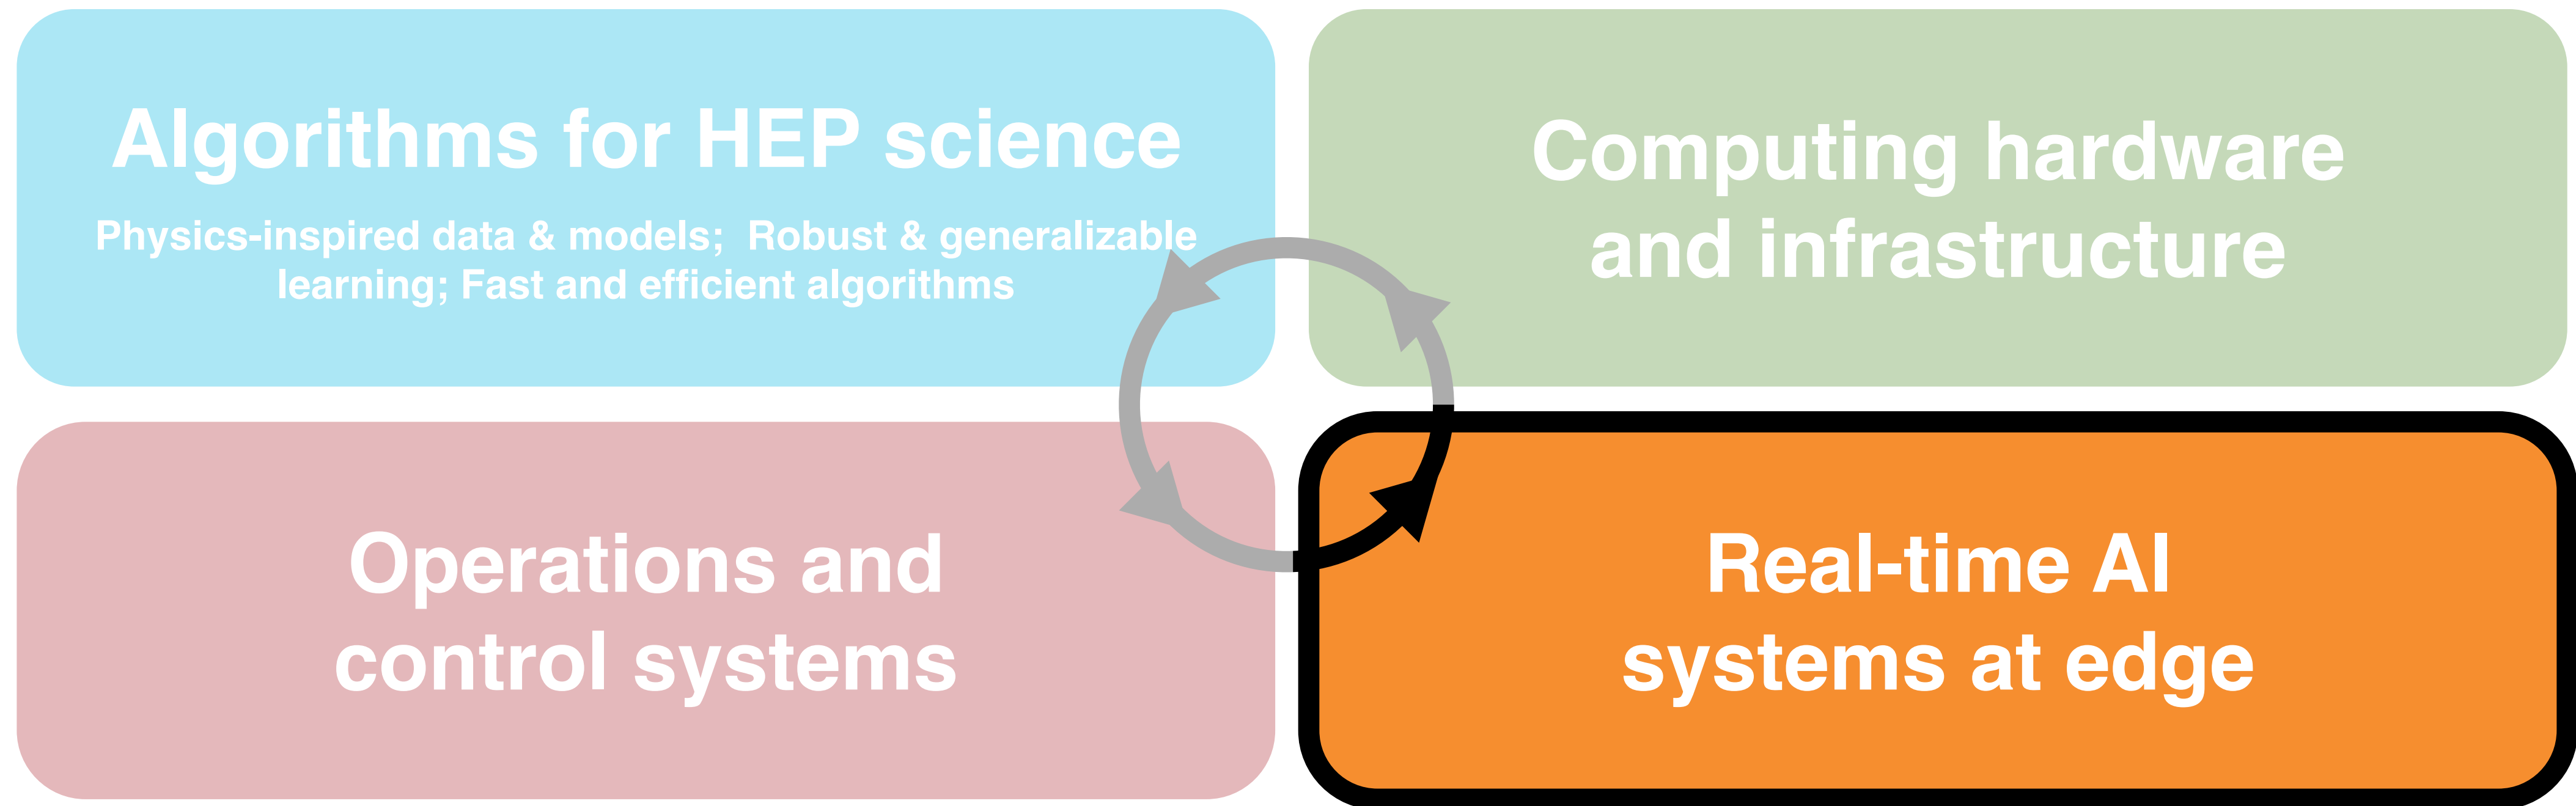 Algorithms for HEP science
Physics-inspired data & models; Robust & generalizable
learning; Fast and efficient algorithms
Computing hardware
and infrastructure
Operations and
control systems
Real-time AI
systems at edge